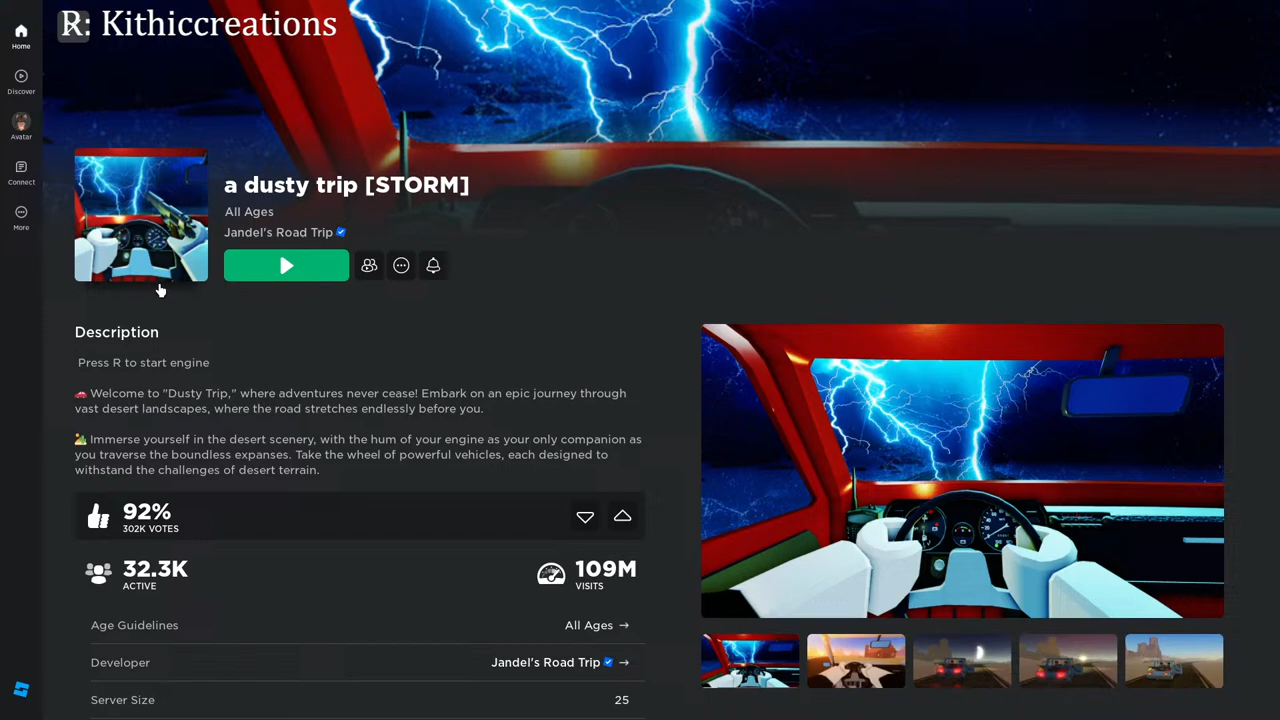 R: Kithiccreations
Home
Discover
Avatar
Connect
More
a dusty trip [STORM]
All Ages
Jandel's Road Trip
Description
Press R to start engine
🚗 Welcome to "Dusty Trip," where adventures never cease! Embark on an epic journey through
vast desert landscapes, where the road stretches endlessly before you.
🏜️ Immerse yourself in the desert scenery, with the hum of your engine as your only companion as
you traverse the boundless expanses. Take the wheel of powerful vehicles, each designed to
withstand the challenges of desert terrain.
92%
302K VOTES
32.3K
ACTIVE
109M
VISITS
Age Guidelines
All Ages →
Developer
Jandel's Road Trip →
Server Size
25